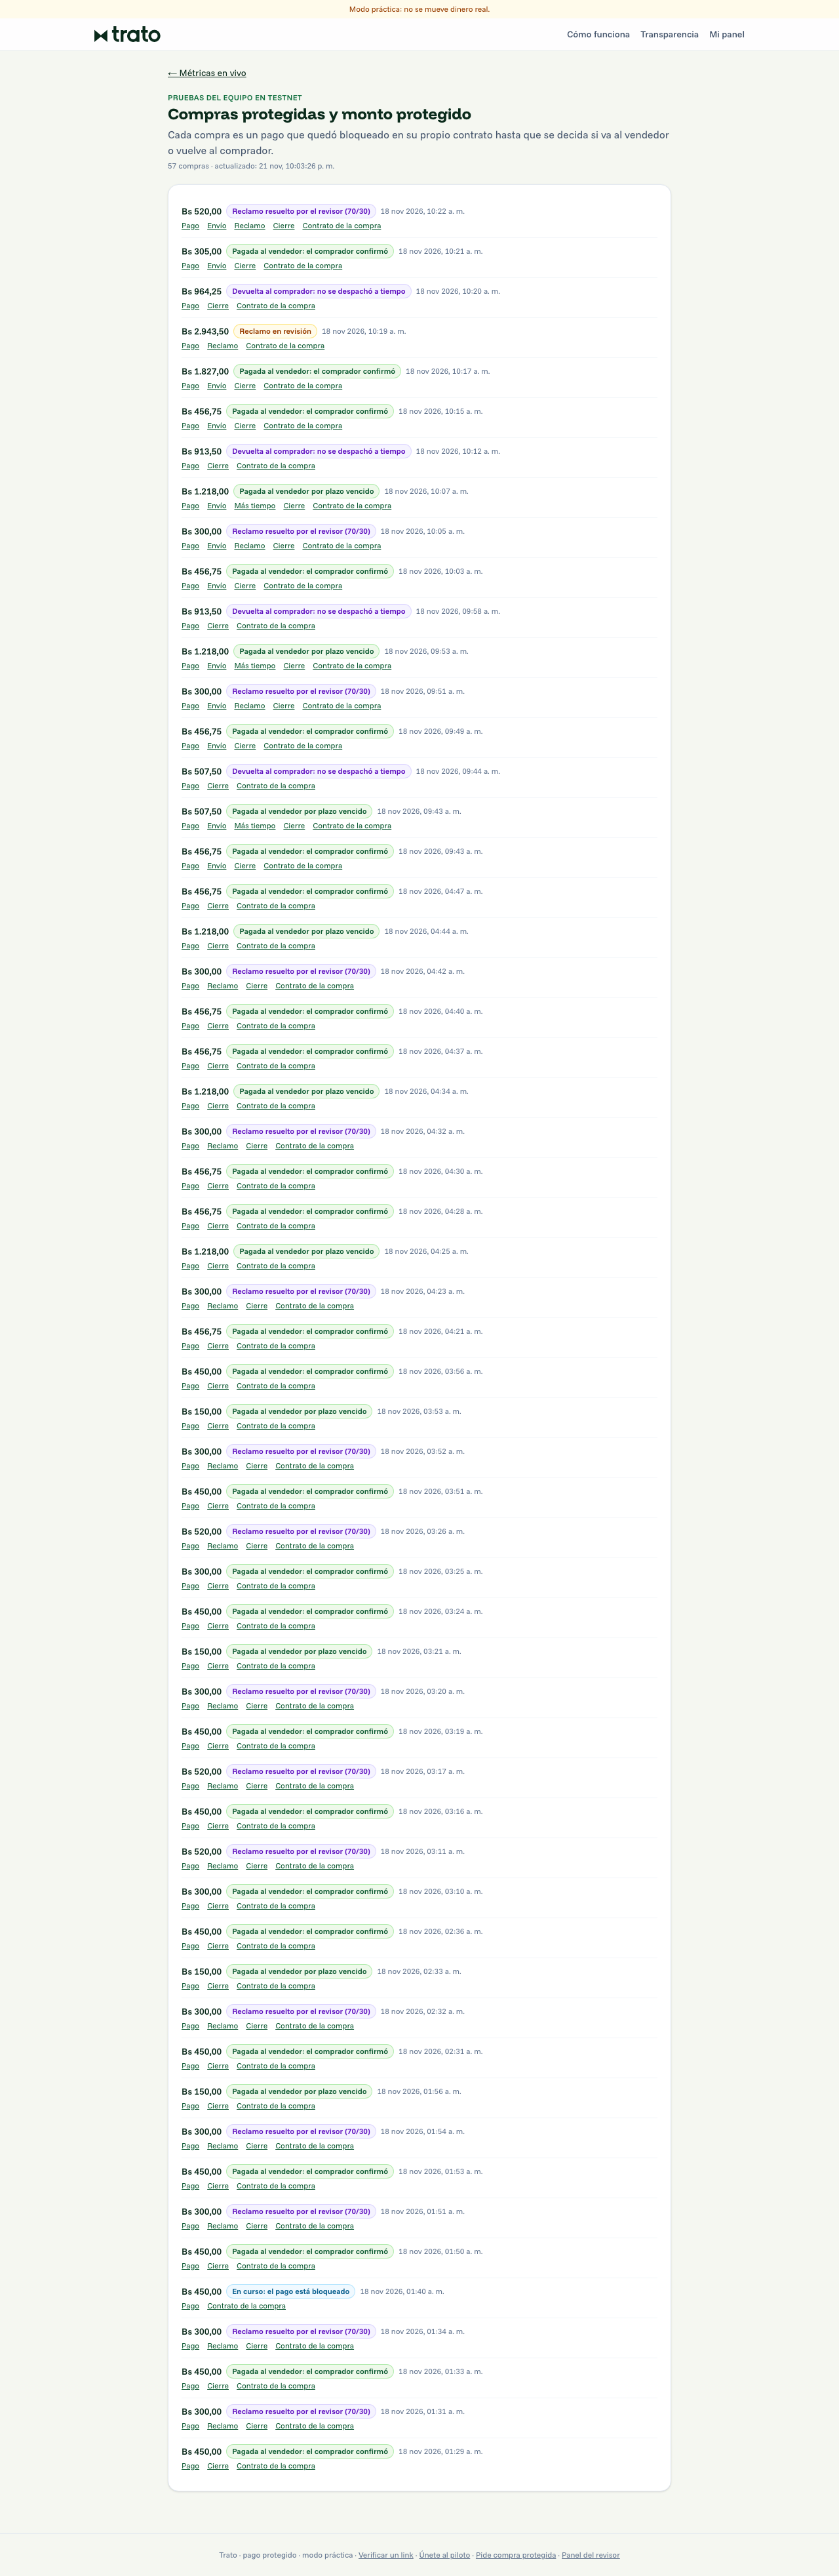 Modo práctica: no se mueve dinero real.
trato
Cómo funciona Transparencia Mi panel
← Métricas en vivo
PRUEBAS DEL EQUIPO EN TESTNET
Compras protegidas y monto protegido
Cada compra es un pago que quedó bloqueado en su propio contrato hasta que se decida si va al vendedor
o vuelve al comprador.
57 compras · actualizado: 21 nov, 10:03:26 p. m.
Bs 520,00 Reclamo resuelto por el revisor (70/30) 18 nov 2026, 10:22 a. m.
Pago Envío Reclamo Cierre Contrato de la compra
Bs 305,00 Pagada al vendedor: el comprador confirmó 18 nov 2026, 10:21 a. m.
Pago Envío Cierre Contrato de la compra
Bs 964,25 Devuelta al comprador: no se despachó a tiempo 18 nov 2026, 10:20 a. m.
Pago Cierre Contrato de la compra
Bs 2.943,50 Reclamo en revisión 18 nov 2026, 10:19 a. m.
Pago Reclamo Contrato de la compra
Bs 1.827,00 Pagada al vendedor: el comprador confirmó 18 nov 2026, 10:17 a. m.
Pago Envío Cierre Contrato de la compra
Bs 456,75 Pagada al vendedor: el comprador confirmó 18 nov 2026, 10:15 a. m.
Pago Envío Cierre Contrato de la compra
Bs 913,50 Devuelta al comprador: no se despachó a tiempo 18 nov 2026, 10:12 a. m.
Pago Cierre Contrato de la compra
Bs 1.218,00 Pagada al vendedor por plazo vencido 18 nov 2026, 10:07 a. m.
Pago Envío Más tiempo Cierre Contrato de la compra
Bs 300,00 Reclamo resuelto por el revisor (70/30) 18 nov 2026, 10:05 a. m.
Pago Envío Reclamo Cierre Contrato de la compra
Bs 456,75 Pagada al vendedor: el comprador confirmó 18 nov 2026, 10:03 a. m.
Pago Envío Cierre Contrato de la compra
Bs 913,50 Devuelta al comprador: no se despachó a tiempo 18 nov 2026, 09:58 a. m.
Pago Cierre Contrato de la compra
Bs 1.218,00 Pagada al vendedor por plazo vencido 18 nov 2026, 09:53 a. m.
Pago Envío Más tiempo Cierre Contrato de la compra
Bs 300,00 Reclamo resuelto por el revisor (70/30) 18 nov 2026, 09:51 a. m.
Pago Envío Reclamo Cierre Contrato de la compra
Bs 456,75 Pagada al vendedor: el comprador confirmó 18 nov 2026, 09:49 a. m.
Pago Envío Cierre Contrato de la compra
Bs 507,50 Devuelta al comprador: no se despachó a tiempo 18 nov 2026, 09:44 a. m.
Pago Cierre Contrato de la compra
Bs 507,50 Pagada al vendedor por plazo vencido 18 nov 2026, 09:43 a. m.
Pago Envío Más tiempo Cierre Contrato de la compra
Bs 456,75 Pagada al vendedor: el comprador confirmó 18 nov 2026, 09:43 a. m.
Pago Envío Cierre Contrato de la compra
Bs 456,75 Pagada al vendedor: el comprador confirmó 18 nov 2026, 04:47 a. m.
Pago Cierre Contrato de la compra
Bs 1.218,00 Pagada al vendedor por plazo vencido 18 nov 2026, 04:44 a. m.
Pago Cierre Contrato de la compra
Bs 300,00 Reclamo resuelto por el revisor (70/30) 18 nov 2026, 04:42 a. m.
Pago Reclamo Cierre Contrato de la compra
Bs 456,75 Pagada al vendedor: el comprador confirmó 18 nov 2026, 04:40 a. m.
Pago Cierre Contrato de la compra
Bs 456,75 Pagada al vendedor: el comprador confirmó 18 nov 2026, 04:37 a. m.
Pago Cierre Contrato de la compra
Bs 1.218,00 Pagada al vendedor por plazo vencido 18 nov 2026, 04:34 a. m.
Pago Cierre Contrato de la compra
Bs 300,00 Reclamo resuelto por el revisor (70/30) 18 nov 2026, 04:32 a. m.
Pago Reclamo Cierre Contrato de la compra
Bs 456,75 Pagada al vendedor: el comprador confirmó 18 nov 2026, 04:30 a. m.
Pago Cierre Contrato de la compra
Bs 456,75 Pagada al vendedor: el comprador confirmó 18 nov 2026, 04:28 a. m.
Pago Cierre Contrato de la compra
Bs 1.218,00 Pagada al vendedor por plazo vencido 18 nov 2026, 04:25 a. m.
Pago Cierre Contrato de la compra
Bs 300,00 Reclamo resuelto por el revisor (70/30) 18 nov 2026, 04:23 a. m.
Pago Reclamo Cierre Contrato de la compra
Bs 456,75 Pagada al vendedor: el comprador confirmó 18 nov 2026, 04:21 a. m.
Pago Cierre Contrato de la compra
Bs 450,00 Pagada al vendedor: el comprador confirmó 18 nov 2026, 03:56 a. m.
Pago Cierre Contrato de la compra
Bs 150,00 Pagada al vendedor por plazo vencido 18 nov 2026, 03:53 a. m.
Pago Cierre Contrato de la compra
Bs 300,00 Reclamo resuelto por el revisor (70/30) 18 nov 2026, 03:52 a. m.
Pago Reclamo Cierre Contrato de la compra
Bs 450,00 Pagada al vendedor: el comprador confirmó 18 nov 2026, 03:51 a. m.
Pago Cierre Contrato de la compra
Bs 520,00 Reclamo resuelto por el revisor (70/30) 18 nov 2026, 03:26 a. m.
Pago Reclamo Cierre Contrato de la compra
Bs 300,00 Pagada al vendedor: el comprador confirmó 18 nov 2026, 03:25 a. m.
Pago Cierre Contrato de la compra
Bs 450,00 Pagada al vendedor: el comprador confirmó 18 nov 2026, 03:24 a. m.
Pago Cierre Contrato de la compra
Bs 150,00 Pagada al vendedor por plazo vencido 18 nov 2026, 03:21 a. m.
Pago Cierre Contrato de la compra
Bs 300,00 Reclamo resuelto por el revisor (70/30) 18 nov 2026, 03:20 a. m.
Pago Reclamo Cierre Contrato de la compra
Bs 450,00 Pagada al vendedor: el comprador confirmó 18 nov 2026, 03:19 a. m.
Pago Cierre Contrato de la compra
Bs 520,00 Reclamo resuelto por el revisor (70/30) 18 nov 2026, 03:17 a. m.
Pago Reclamo Cierre Contrato de la compra
Bs 450,00 Pagada al vendedor: el comprador confirmó 18 nov 2026, 03:16 a. m.
Pago Cierre Contrato de la compra
Bs 520,00 Reclamo resuelto por el revisor (70/30) 18 nov 2026, 03:11 a. m.
Pago Reclamo Cierre Contrato de la compra
Bs 300,00 Pagada al vendedor: el comprador confirmó 18 nov 2026, 03:10 a. m.
Pago Cierre Contrato de la compra
Bs 450,00 Pagada al vendedor: el comprador confirmó 18 nov 2026, 02:36 a. m.
Pago Cierre Contrato de la compra
Bs 150,00 Pagada al vendedor por plazo vencido 18 nov 2026, 02:33 a. m.
Pago Cierre Contrato de la compra
Bs 300,00 Reclamo resuelto por el revisor (70/30) 18 nov 2026, 02:32 a. m.
Pago Reclamo Cierre Contrato de la compra
Bs 450,00 Pagada al vendedor: el comprador confirmó 18 nov 2026, 02:31 a. m.
Pago Cierre Contrato de la compra
Bs 150,00 Pagada al vendedor por plazo vencido 18 nov 2026, 01:56 a. m.
Pago Cierre Contrato de la compra
Bs 300,00 Reclamo resuelto por el revisor (70/30) 18 nov 2026, 01:54 a. m.
Pago Reclamo Cierre Contrato de la compra
Bs 450,00 Pagada al vendedor: el comprador confirmó 18 nov 2026, 01:53 a. m.
Pago Cierre Contrato de la compra
Bs 300,00 Reclamo resuelto por el revisor (70/30) 18 nov 2026, 01:51 a. m.
Pago Reclamo Cierre Contrato de la compra
Bs 450,00 Pagada al vendedor: el comprador confirmó 18 nov 2026, 01:50 a. m.
Pago Cierre Contrato de la compra
Bs 450,00 En curso: el pago está bloqueado 18 nov 2026, 01:40 a. m.
Pago Contrato de la compra
Bs 300,00 Reclamo resuelto por el revisor (70/30) 18 nov 2026, 01:34 a. m.
Pago Reclamo Cierre Contrato de la compra
Bs 450,00 Pagada al vendedor: el comprador confirmó 18 nov 2026, 01:33 a. m.
Pago Cierre Contrato de la compra
Bs 300,00 Reclamo resuelto por el revisor (70/30) 18 nov 2026, 01:31 a. m.
Pago Reclamo Cierre Contrato de la compra
Bs 450,00 Pagada al vendedor: el comprador confirmó 18 nov 2026, 01:29 a. m.
Pago Cierre Contrato de la compra
Trato · pago protegido · modo práctica · Verificar un link · Únete al piloto · Pide compra protegida · Panel del revisor